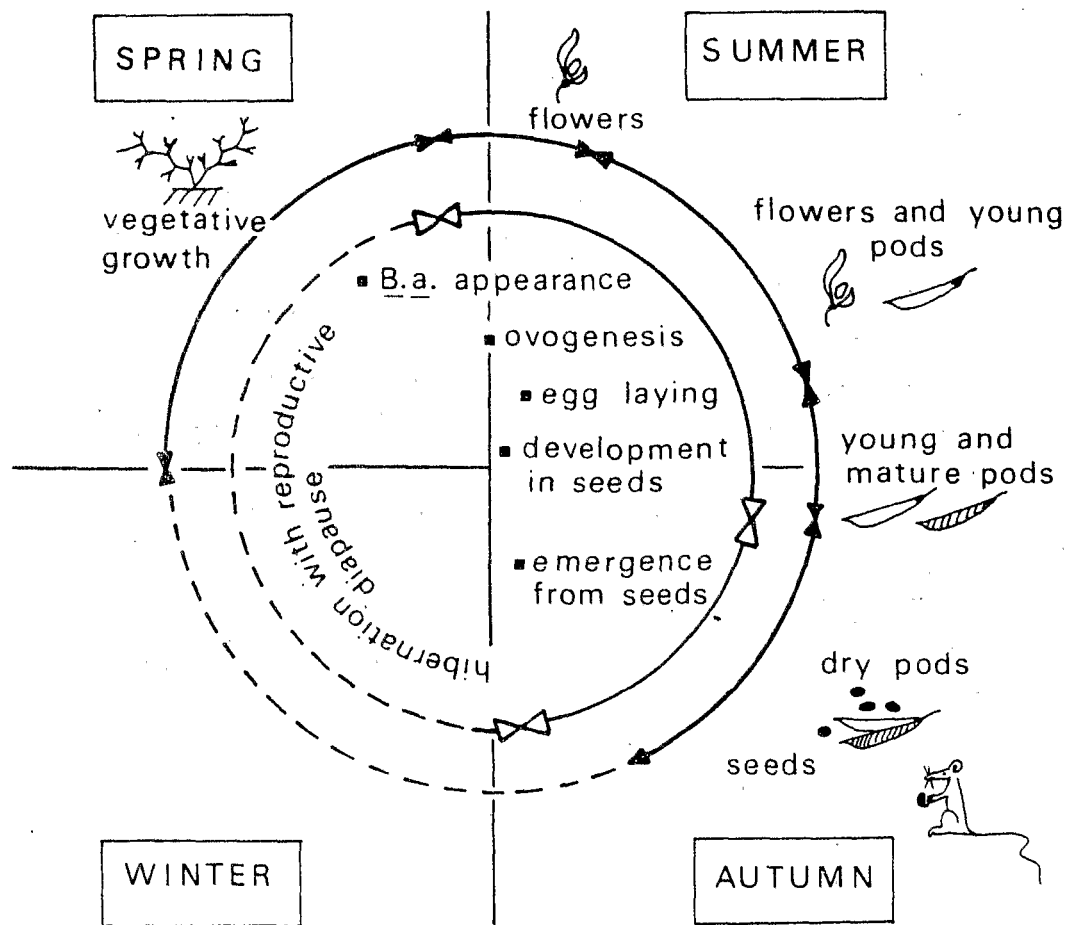 SPRING
SUMMER
flowers
vegetative
growth
flowers and young
pods
B.a. appearance
ovogenesis
egg laying
development
in seeds
young and
mature pods
hibernation with reproductive
diapause
emergence
from seeds
dry pods
seeds
WINTER
AUTUMN